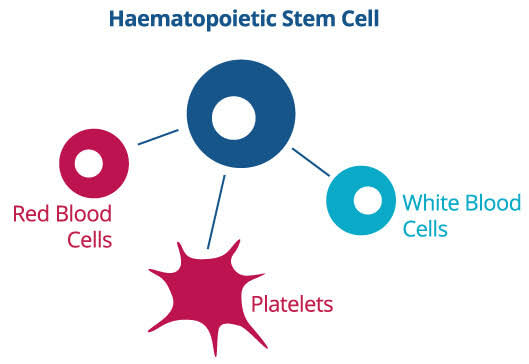 Haematopoietic Stem Cell
Red Blood
Cells
White Blood
Cells
Platelets